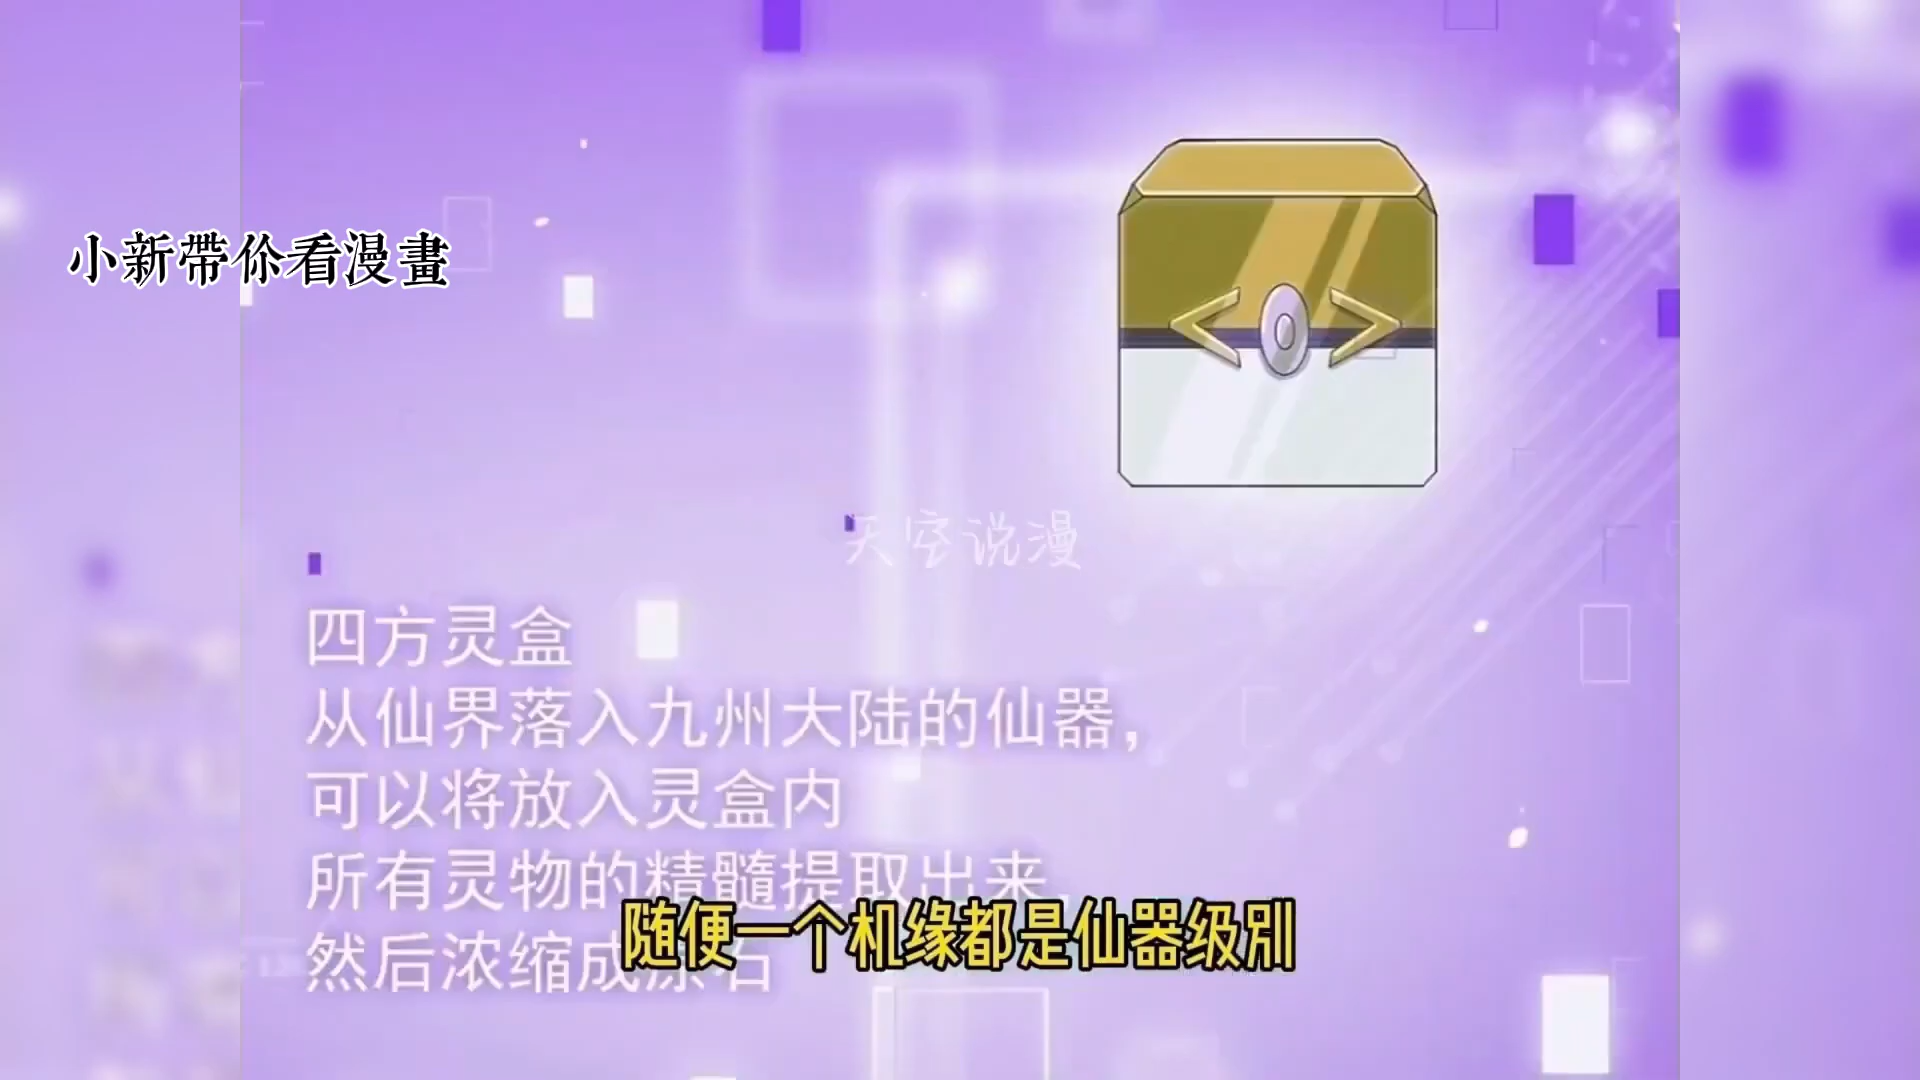 小新帶你看漫畫
天空说漫
四方灵盒
从仙界落入九州大陆的仙器，
可以将放入灵盒内
所有灵物的精髓提取出来，
然后浓缩成原石
随便一个机缘都是仙器级别